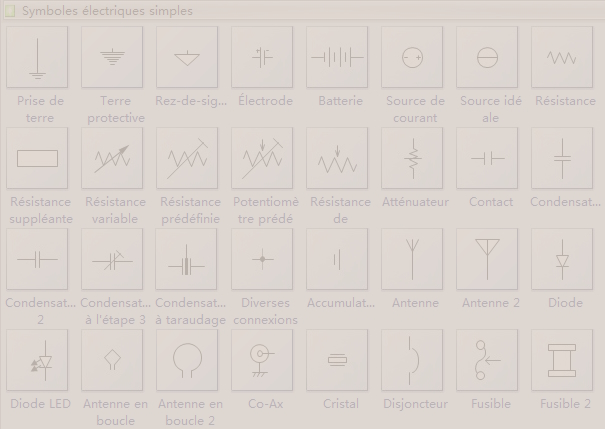 Symboles électriques simples
Prise de terre
Terre protective
Rez-de-sig...
Électrode
Batterie
Source de courant
Source idé ale
Résistance
Résistance suppléante
Résistance variable
Résistance prédéfinie
Potentiomè tre prédé
Résistance de
Atténuateur
Contact
Condensat...
Condensat... 2
Condensat... à l'étape 3
Condensat... à taraudage
Diverses connexions
Accumulat...
Antenne
Antenne 2
Diode
Diode LED
Antenne en boucle
Antenne en boucle 2
Co-Ax
Cristal
Disjoncteur
Fusible
Fusible 2